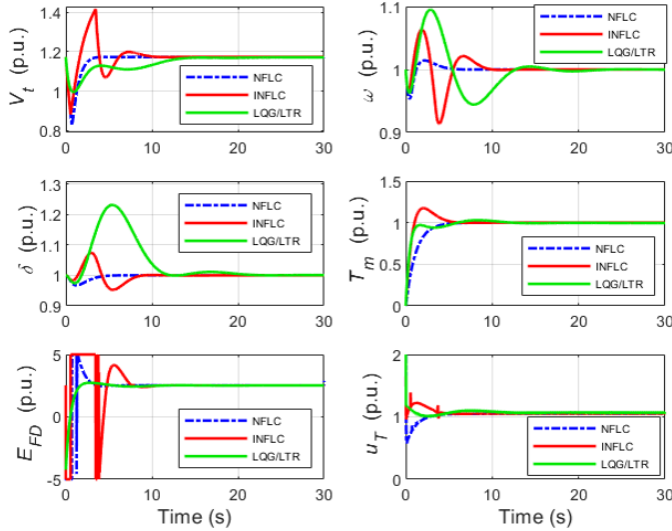 1.4
1.2
1
0.8
V_t (p.u.)
NFLC
INFLC
LQG/LTR
0 10 20 30
1.1
1
0.9
ω (p.u.)
NFLC
INFLC
LQG/LTR
0 10 20 30
1.3
1.2
1.1
1.0
0.9
δ (p.u.)
NFLC
INFLC
LQG/LTR
0 10 20 30
1.5
1
0.5
0
T_m (p.u.)
NFLC
INFLC
LQG/LTR
0 10 20 30
5
0
-5
E_FD (p.u.)
NFLC
INFLC
LQG/LTR
0 10 20 30
Time (s)
2
1
0
u_T (p.u.)
NFLC
INFLC
LQG/LTR
0 10 20 30
Time (s)